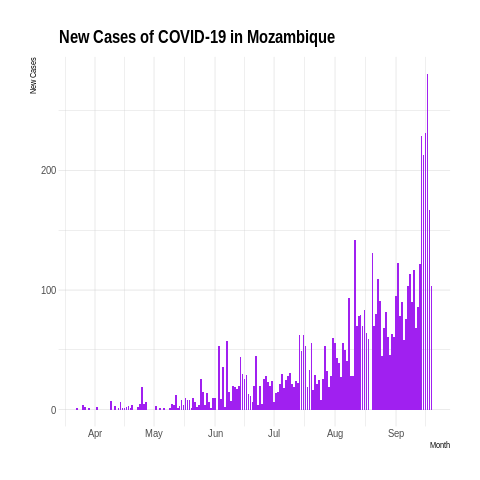 New Cases of COVID-19 in Mozambique
New Cases
200
100
0
Apr May Jun Jul Aug Sep
Month